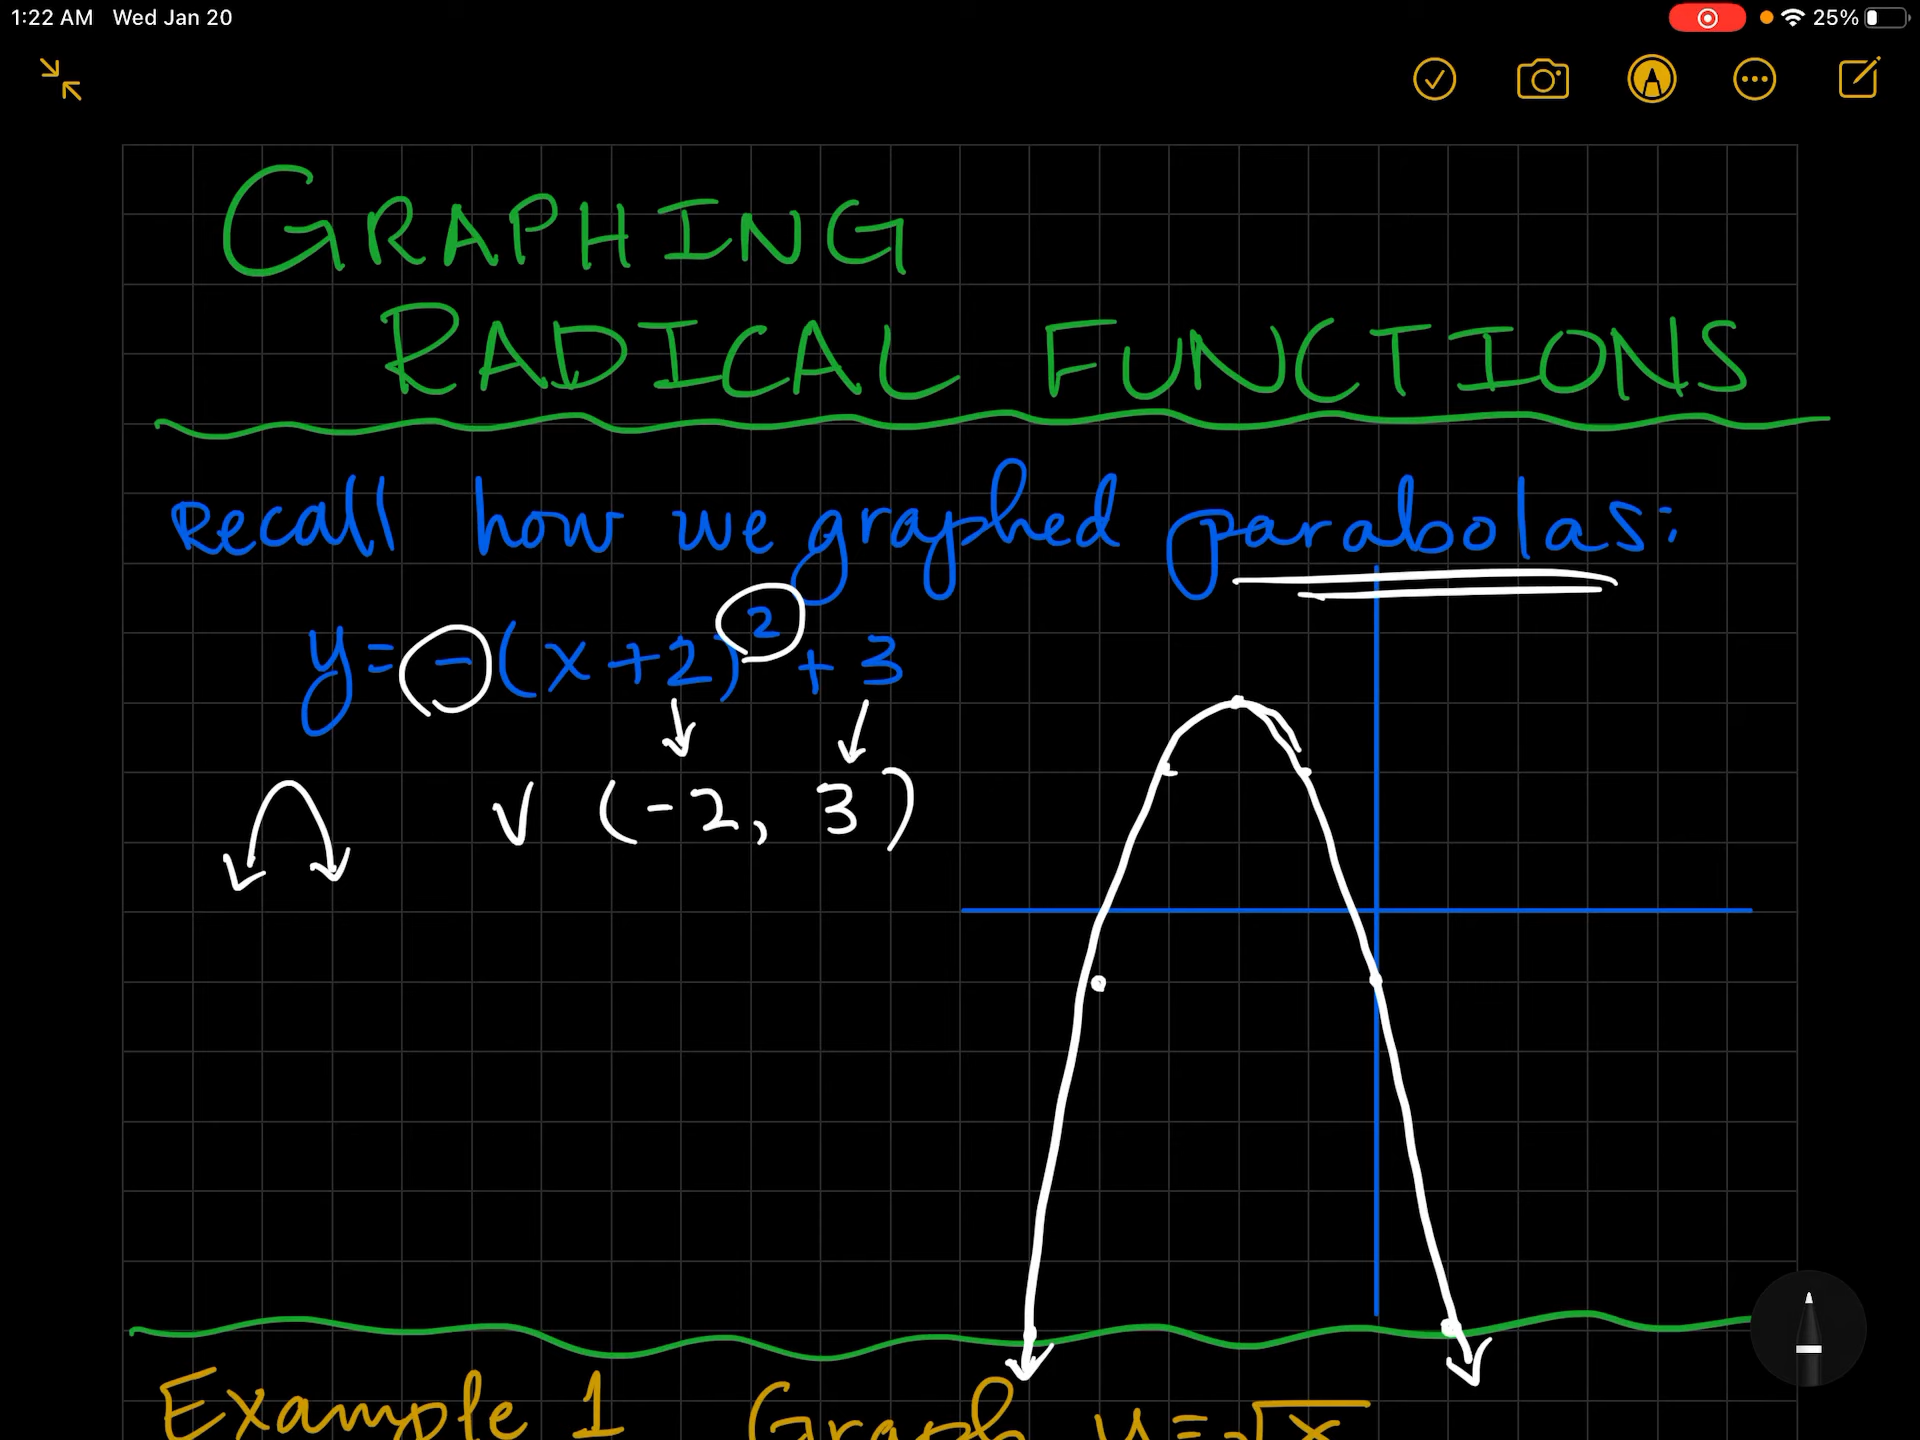 1:22 AM Wed Jan 20 25%
GRAPHING
RADICAL FUNCTIONS
Recall how we graphed parabolas:
y = -(x+2)² + 3
V (-2, 3)
Example 1 Graph y = √x